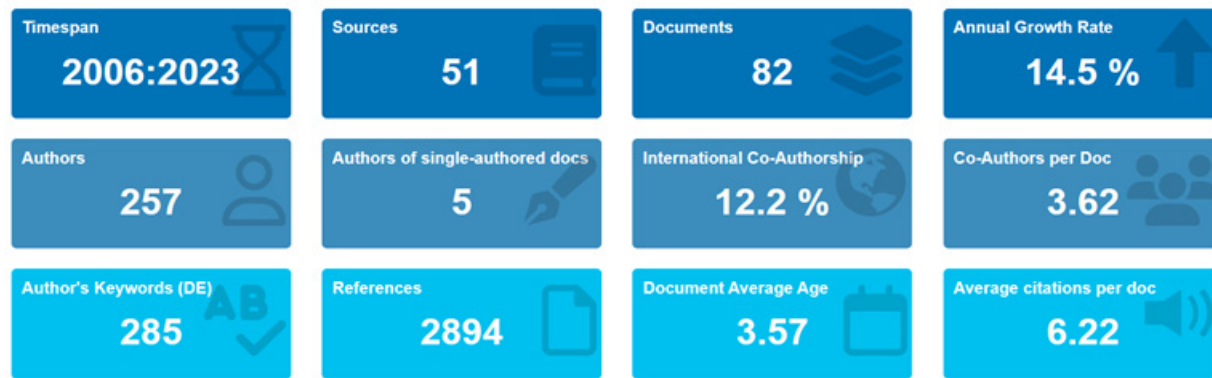 Timespan
2006:2023
Sources
51
Documents
82
Annual Growth Rate
14.5 %
Authors
257
Authors of single-authored docs
5
International Co-Authorship
12.2 %
Co-Authors per Doc
3.62
Author's Keywords (DE)
AB
285
References
2894
Document Average Age
3.57
Average citations per doc
6.22